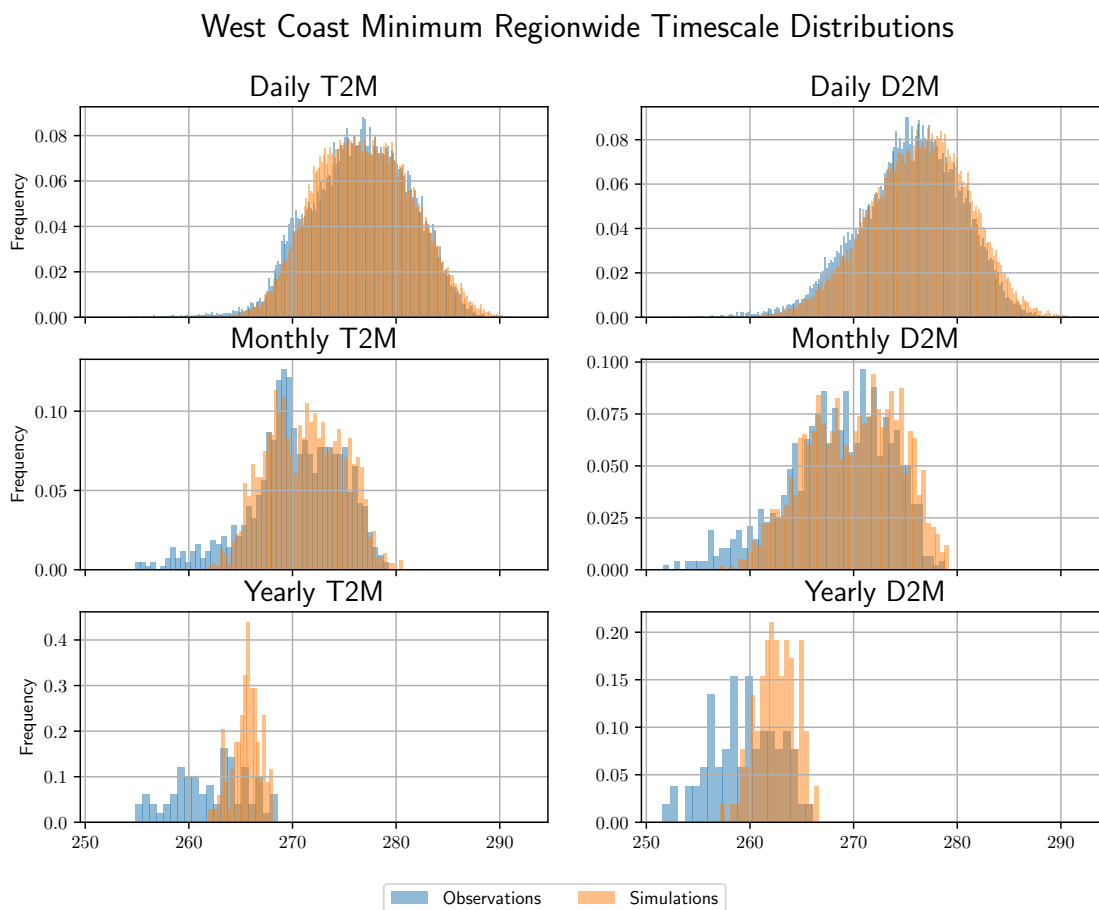 West Coast Minimum Regionwide Timescale Distributions
Daily T2M
Daily D2M
Frequency
0.08
0.06
0.04
0.02
0.00
0.08
0.06
0.04
0.02
0.00
Monthly T2M
Monthly D2M
Frequency
0.10
0.05
0.00
0.100
0.075
0.050
0.025
0.000
Yearly T2M
Yearly D2M
Frequency
0.4
0.3
0.2
0.1
0.0
0.20
0.15
0.10
0.05
0.00
250 260 270 280 290
250 260 270 280 290
Observations Simulations